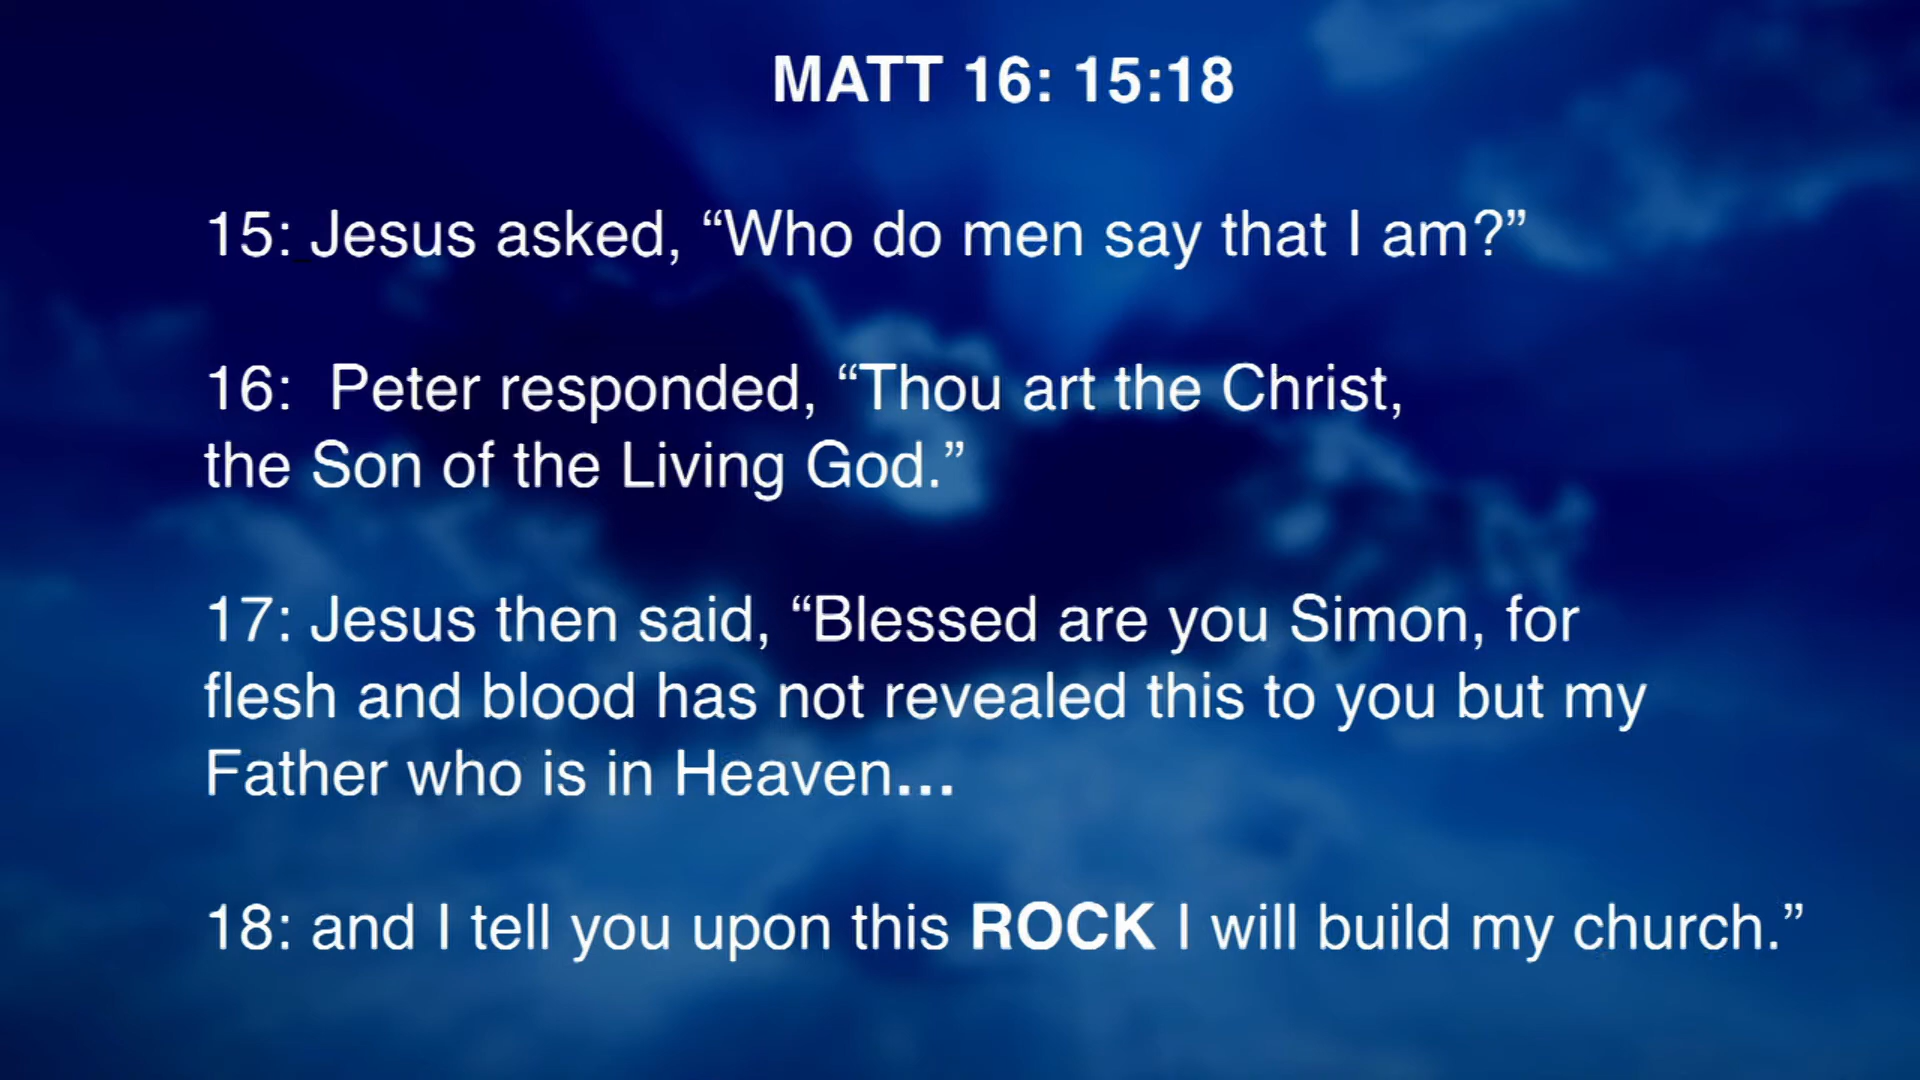 MATT 16: 15:18
15: Jesus asked, “Who do men say that I am?”
16:  Peter responded, “Thou art the Christ,
the Son of the Living God.”
17: Jesus then said, “Blessed are you Simon, for
flesh and blood has not revealed this to you but my
Father who is in Heaven...
18: and I tell you upon this ROCK I will build my church.”